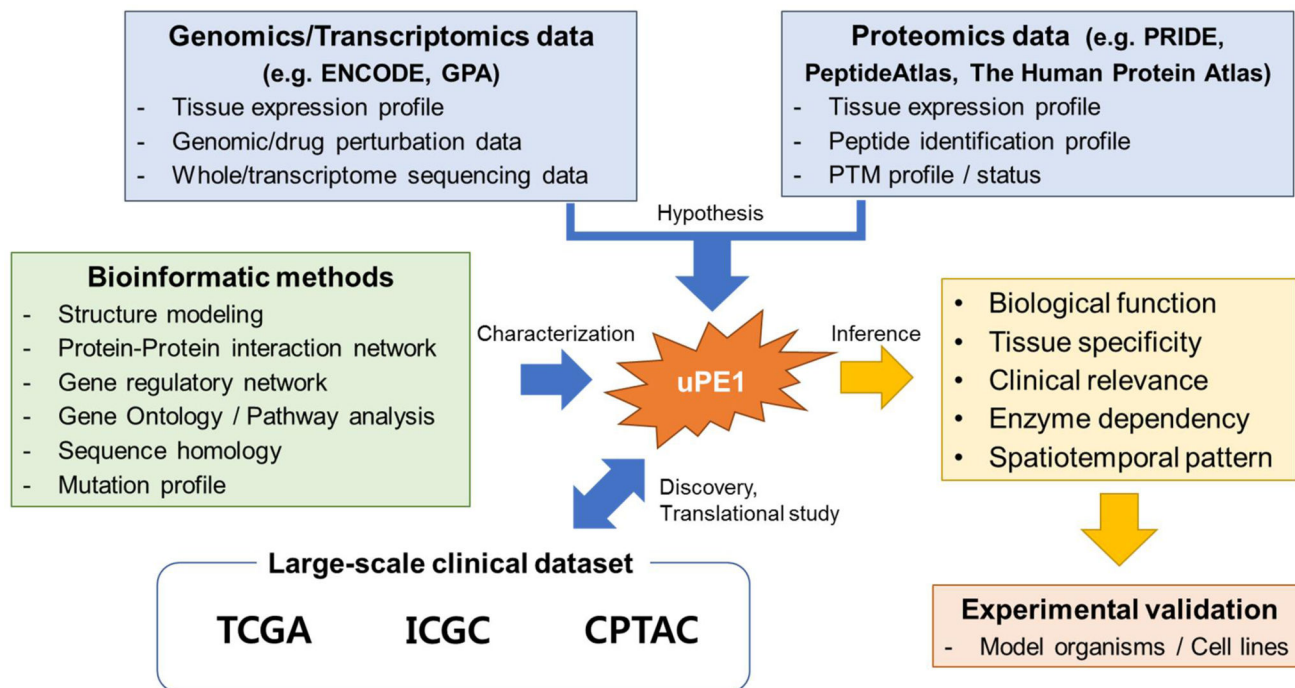 Genomics/Transcriptomics data
(e.g. ENCODE, GPA)
- Tissue expression profile
- Genomic/drug perturbation data
- Whole/transcriptome sequencing data
Proteomics data (e.g. PRIDE,
PeptideAtlas, The Human Protein Atlas)
- Tissue expression profile
- Peptide identification profile
- PTM profile / status
Hypothesis
Bioinformatic methods
- Structure modeling
- Protein-Protein interaction network
- Gene regulatory network
- Gene Ontology / Pathway analysis
- Sequence homology
- Mutation profile
Characterization
uPE1
Inference
• Biological function
• Tissue specificity
• Clinical relevance
• Enzyme dependency
• Spatiotemporal pattern
Discovery,
Translational study
Large-scale clinical dataset
TCGA ICGC CPTAC
Experimental validation
- Model organisms / Cell lines